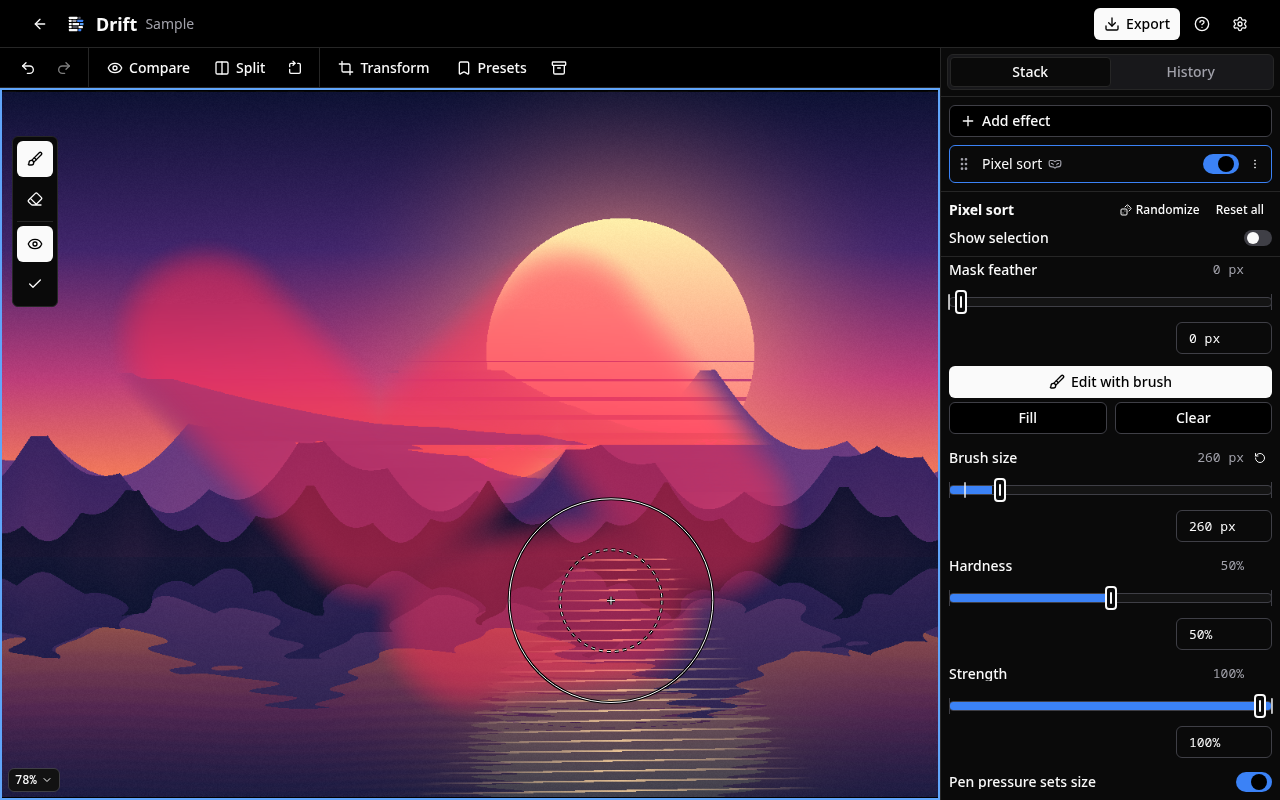 Drift Sample
Export
Compare Split Transform Presets
Stack History
Add effect
Pixel sort
Pixel sort Randomize Reset all
Show selection
Mask feather 0 px
0 px
Edit with brush
Fill Clear
Brush size 260 px
260 px
Hardness 50%
50%
Strength 100%
100%
Pen pressure sets size
78%